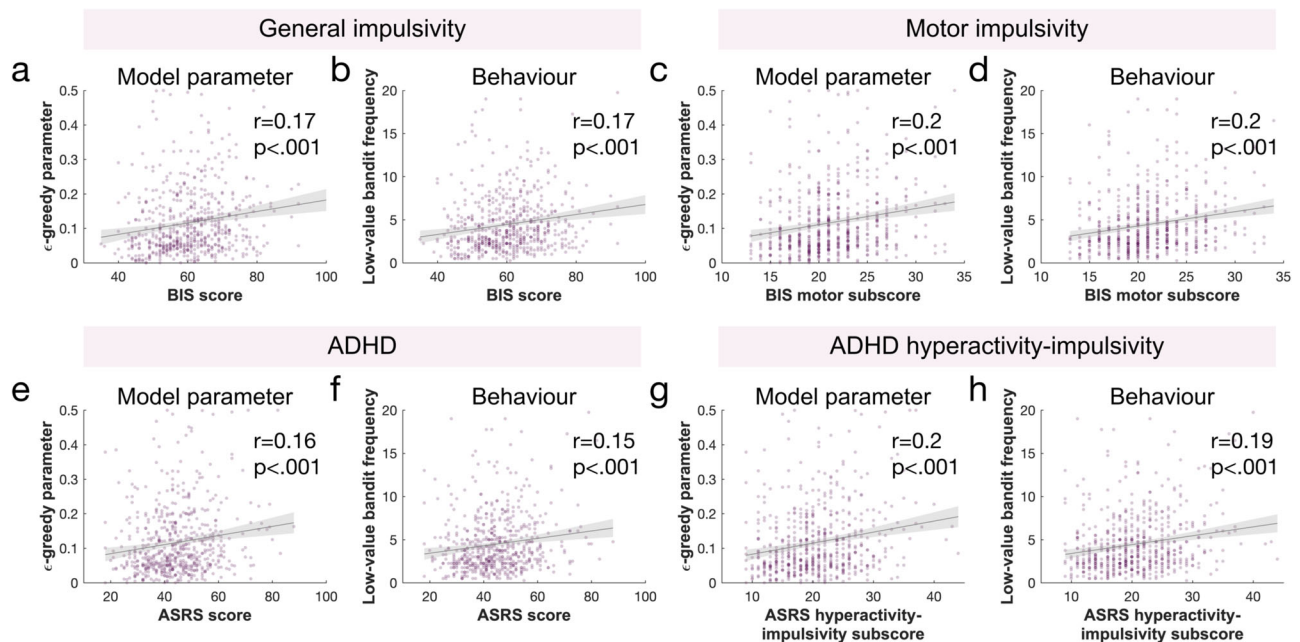 General impulsivity
Motor impulsivity
a
Model parameter
ϵ-greedy parameter
0.5
0.4
0.3
0.2
0.1
0
r=0.17
p<.001
40
60
80
100
BIS score
b
Behaviour
Low-value bandit frequency
20
15
10
5
0
r=0.17
p<.001
40
60
80
100
BIS score
c
Model parameter
ϵ-greedy parameter
0.5
0.4
0.3
0.2
0.1
0
r=0.2
p<.001
10
15
20
25
30
35
BIS motor subscore
d
Behaviour
Low-value bandit frequency
20
15
10
5
0
r=0.2
p<.001
10
15
20
25
30
35
BIS motor subscore
ADHD
ADHD hyperactivity-impulsivity
e
Model parameter
ϵ-greedy parameter
0.5
0.4
0.3
0.2
0.1
0
r=0.16
p<.001
20
40
60
80
100
ASRS score
f
Behaviour
Low-value bandit frequency
20
15
10
5
0
r=0.15
p<.001
20
40
60
80
100
ASRS score
g
Model parameter
ϵ-greedy parameter
0.5
0.4
0.3
0.2
0.1
0
r=0.2
p<.001
10
20
30
40
ASRS hyperactivity-
impulsivity subscore
h
Behaviour
Low-value bandit frequency
20
15
10
5
0
r=0.19
p<.001
10
20
30
40
ASRS hyperactivity-
impulsivity subscore